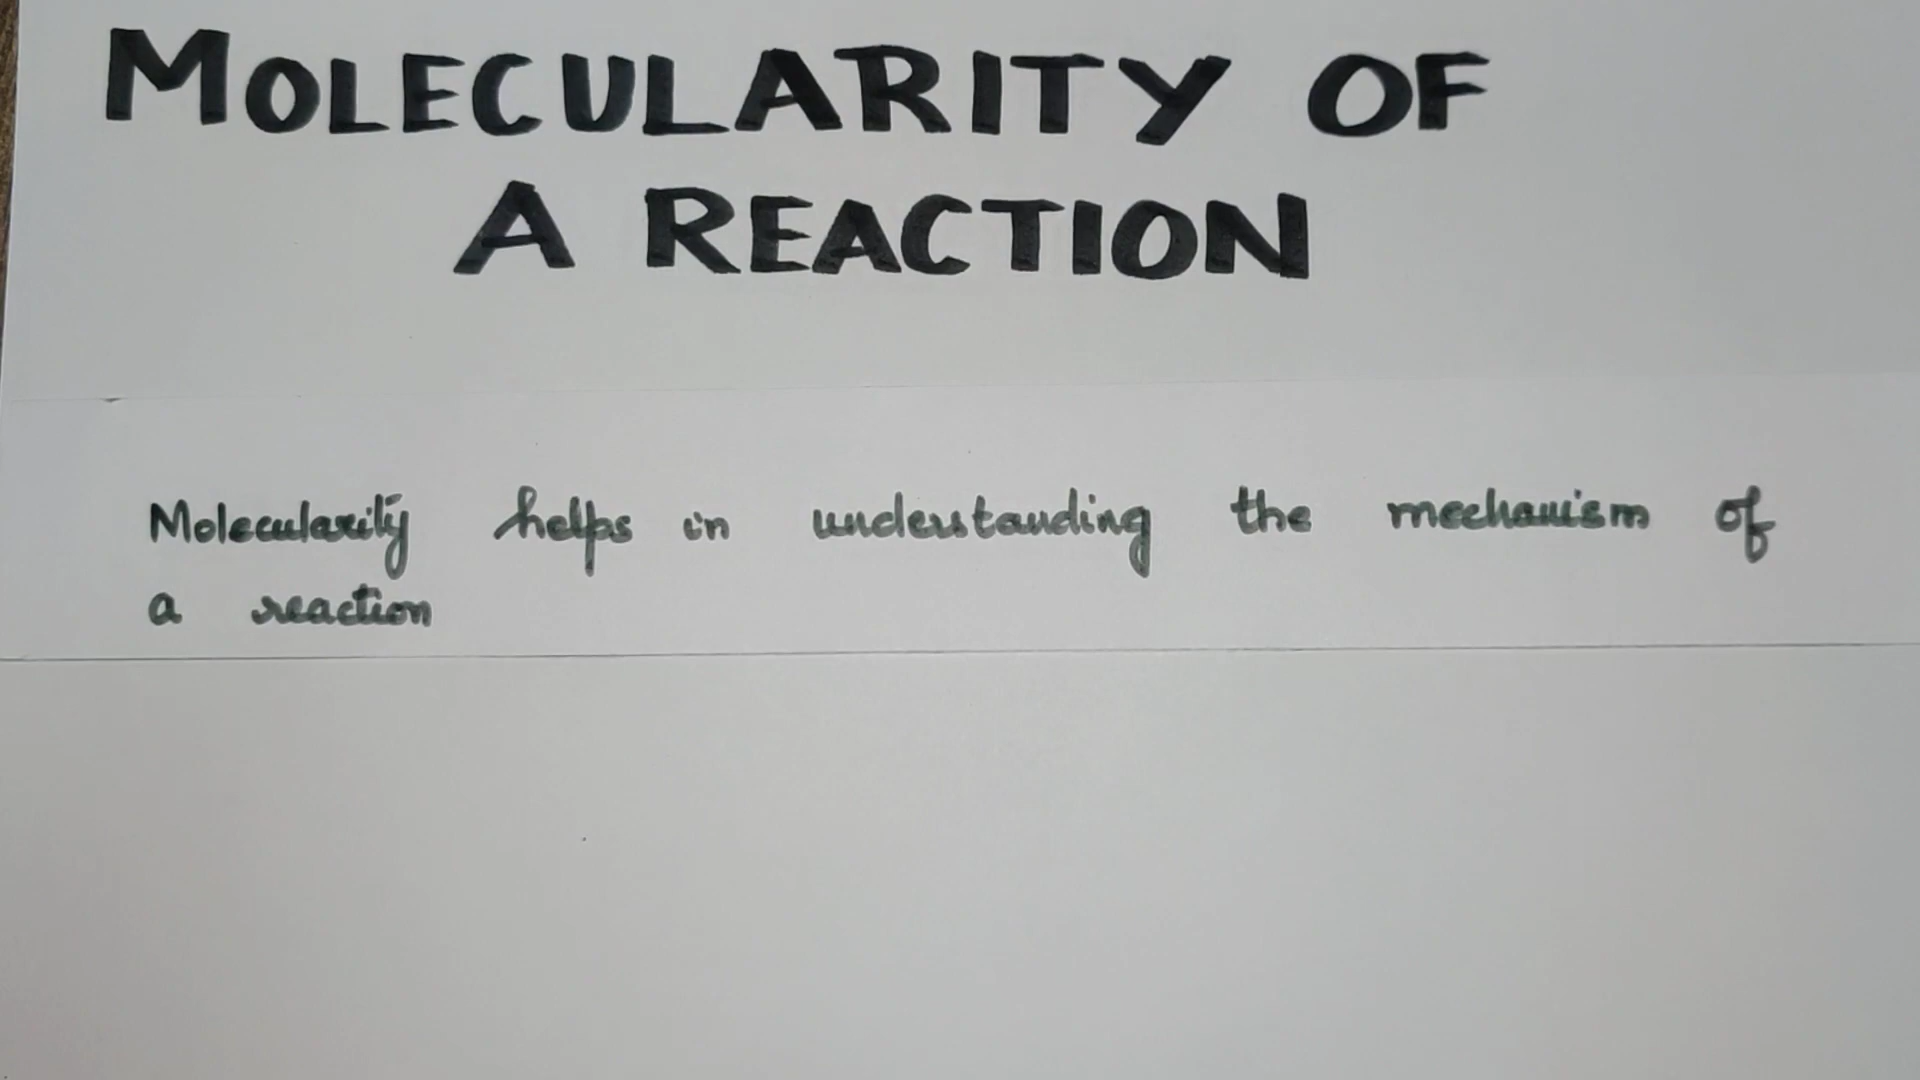 MOLECULARITY OF
A REACTION
Molecularity helps in understanding the mechanism of
a reaction